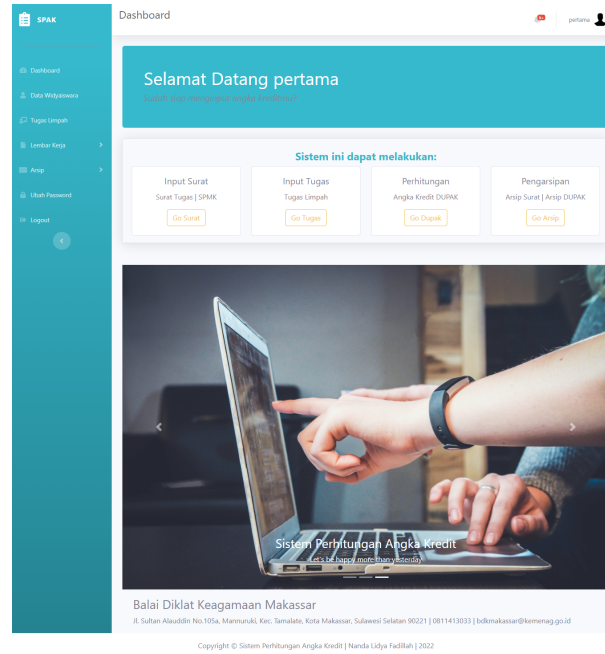 SPAK
Dashboard
pertama
Dashboard
Data Widyaiswara
Tugas Limpah
Lembar Kerja
Arsip
Ubah Password
Logout
Selamat Datang pertama
Sudah siap menginput angka kreditmu?
Sistem ini dapat melakukan:
Input Surat
Surat Tugas | SPMK
Go Surat
Input Tugas
Tugas Limpah
Go Tugas
Perhitungan
Angka Kredit DUPAK
Go Dupak
Pengarsipan
Arsip Surat | Arsip DUPAK
Go Arsip
Sistem Perhitungan Angka Kredit
Let's be happy more than yesterday
Balai Diklat Keagamaan Makassar
Jl. Sultan Alauddin No.105a, Mannuruki, Kec. Tamalate, Kota Makassar, Sulawesi Selatan 90221 | 0811413033 | bdkmakassar@kemenag.go.id
Copyright © Sistem Perhitungan Angka Kredit | Nanda Lidya Fadillah | 2022